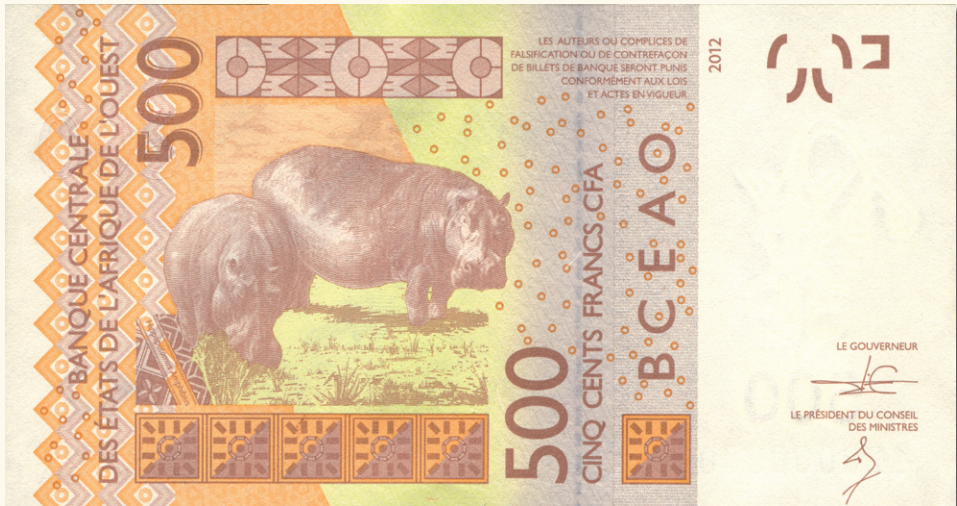 BANQUE CENTRALE
DES ÉTATS DE L'AFRIQUE DE L'OUEST
500
LES AUTEURS OU COMPLICES DE
FALSIFICATION OU DE CONTREFAÇON
DE BILLETS DE BANQUE SERONT PUNIS
CONFORMÉMENT AUX LOIS
ET ACTES EN VIGUEUR
2012
500
CINQ CENTS FRANCS CFA
BCEAO
LE GOUVERNEUR
LE PRÉSIDENT DU CONSEIL
DES MINISTRES